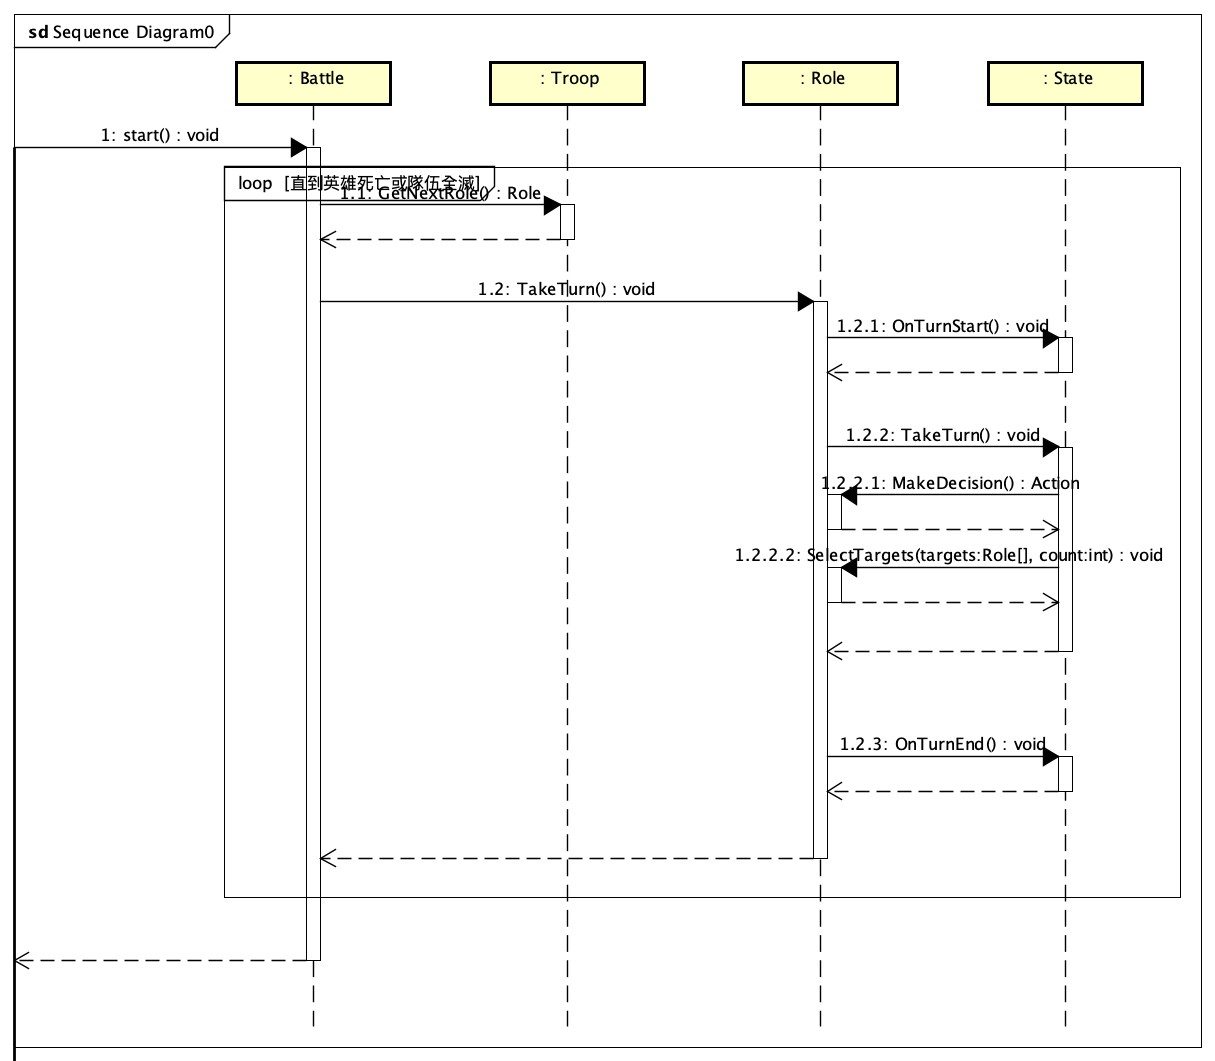 sd Sequence Diagram0
: Battle
: Troop
: Role
: State
1: start() : void
loop [直到英雄死亡或隊伍全滅]
1.1: GetNextRole() : Role
1.2: TakeTurn() : void
1.2.1: OnTurnStart() : void
1.2.2: TakeTurn() : void
1.2.2.1: MakeDecision() : Action
1.2.2.2: SelectTargets(targets:Role[], count:int) : void
1.2.3: OnTurnEnd() : void